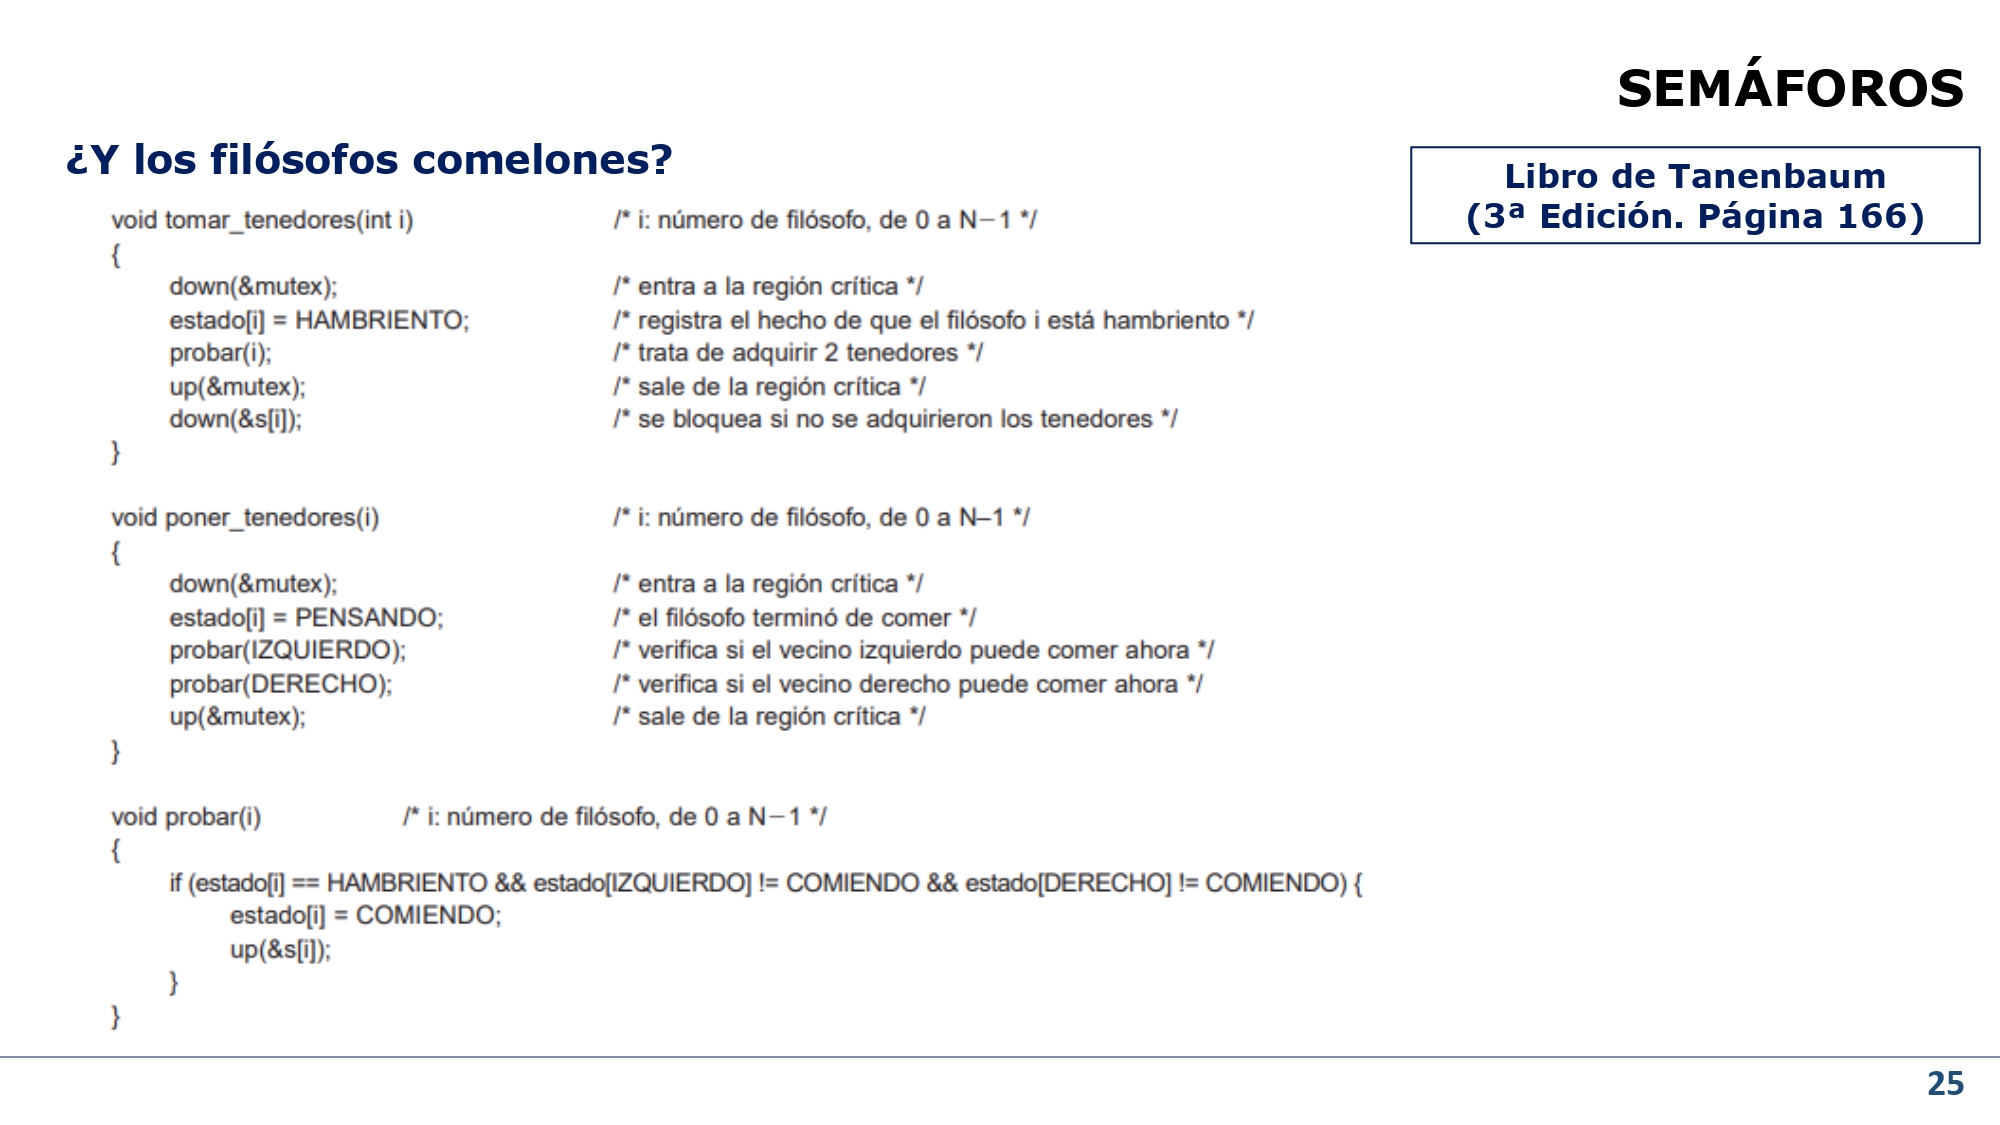 SEMÁFOROS
¿Y los filósofos comelones?
Libro de Tanenbaum
(3ª Edición. Página 166)
void tomar_tenedores(int i) /* i: número de filósofo, de 0 a N−1 */
{
down(&mutex); /* entra a la región crítica */
estado[i] = HAMBRIENTO; /* registra el hecho de que el filósofo i está hambriento */
probar(i); /* trata de adquirir 2 tenedores */
up(&mutex); /* sale de la región crítica */
down(&s[i]); /* se bloquea si no se adquirieron los tenedores */
}
void poner_tenedores(i) /* i: número de filósofo, de 0 a N–1 */
{
down(&mutex); /* entra a la región crítica */
estado[i] = PENSANDO; /* el filósofo terminó de comer */
probar(IZQUIERDO); /* verifica si el vecino izquierdo puede comer ahora */
probar(DERECHO); /* verifica si el vecino derecho puede comer ahora */
up(&mutex); /* sale de la región crítica */
}
void probar(i) /* i: número de filósofo, de 0 a N−1 */
{
if (estado[i] == HAMBRIENTO && estado[IZQUIERDO] != COMIENDO && estado[DERECHO] != COMIENDO) {
estado[i] = COMIENDO;
up(&s[i]);
}
}
25